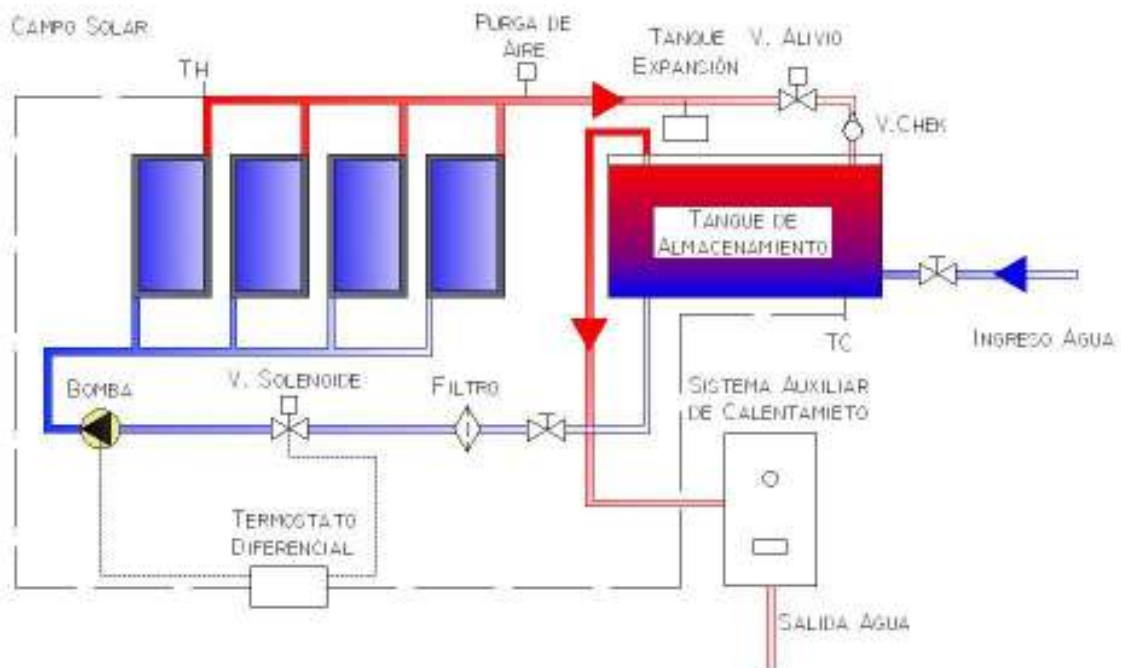 CAMPO SOLAR
PURGA DE
AIRE
TANQUE
EXPANSIÓN
V. ALIVIO
TH
V.CHEK
TANQUE DE
ALMACENAMIENTO
TC
INGRESO AGUA
BOMBA
V. SOLENOIDE
FILTRO
SISTEMA AUXILIAR
DE CALENTAMIETO
TERMOSTATO
DIFERENCIAL
SALIDA AGUA